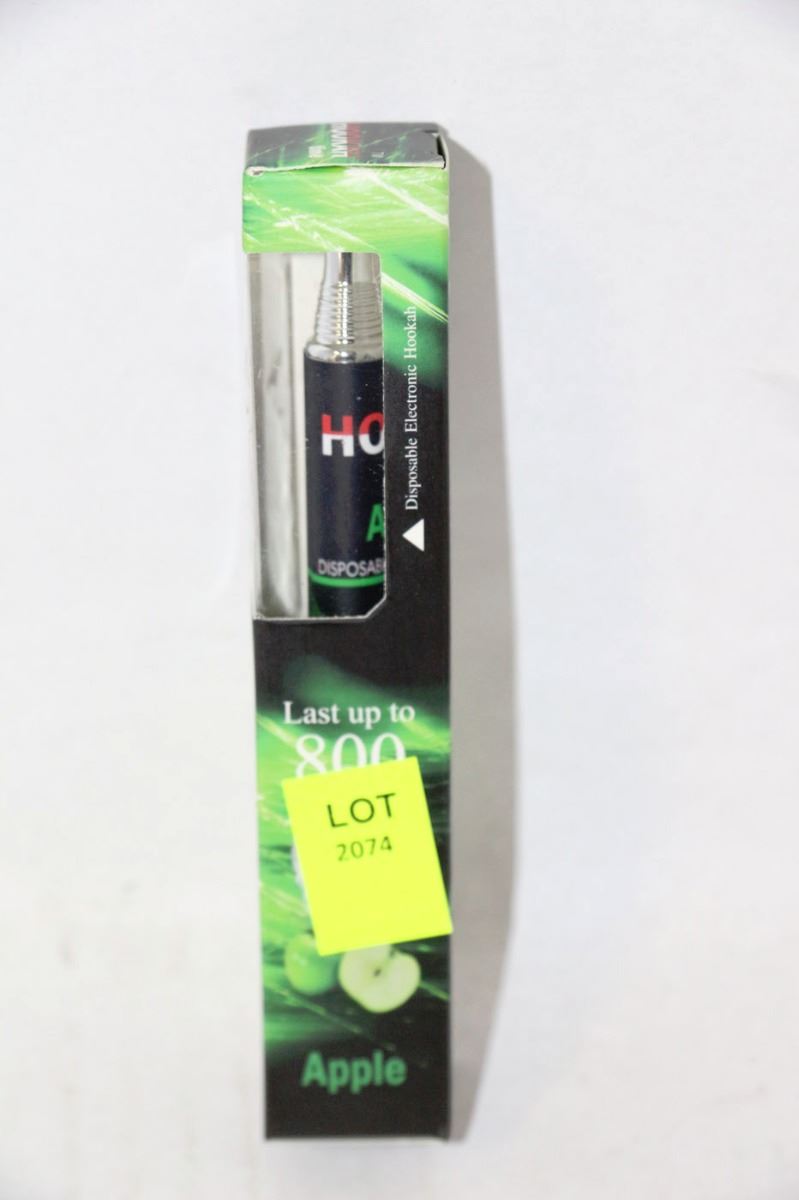 HO
A
DISPOSAB
Disposable Electronic Hookah
Last up to
800
LOT
2074
Apple